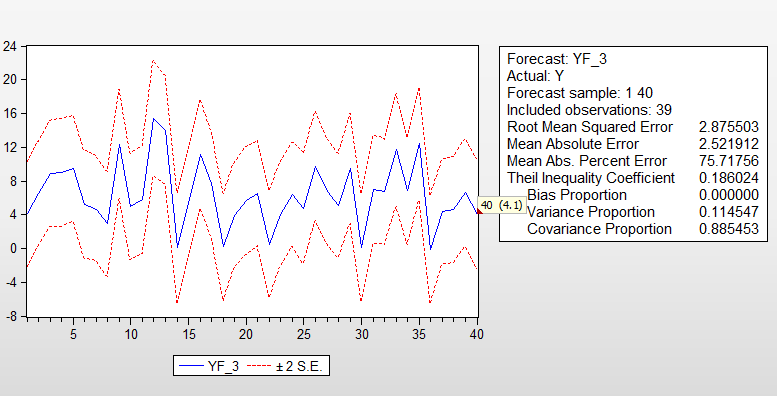 24
20
16
12
8
4
0
-4
-8
5 10 15 20 25 30 35 40
40 (4.1)
YF_3 ± 2 S.E.
Forecast: YF_3
Actual: Y
Forecast sample: 1 40
Included observations: 39
Root Mean Squared Error 2.875503
Mean Absolute Error 2.521912
Mean Abs. Percent Error 75.71756
Theil Inequality Coefficient 0.186024
Bias Proportion 0.000000
Variance Proportion 0.114547
Covariance Proportion 0.885453